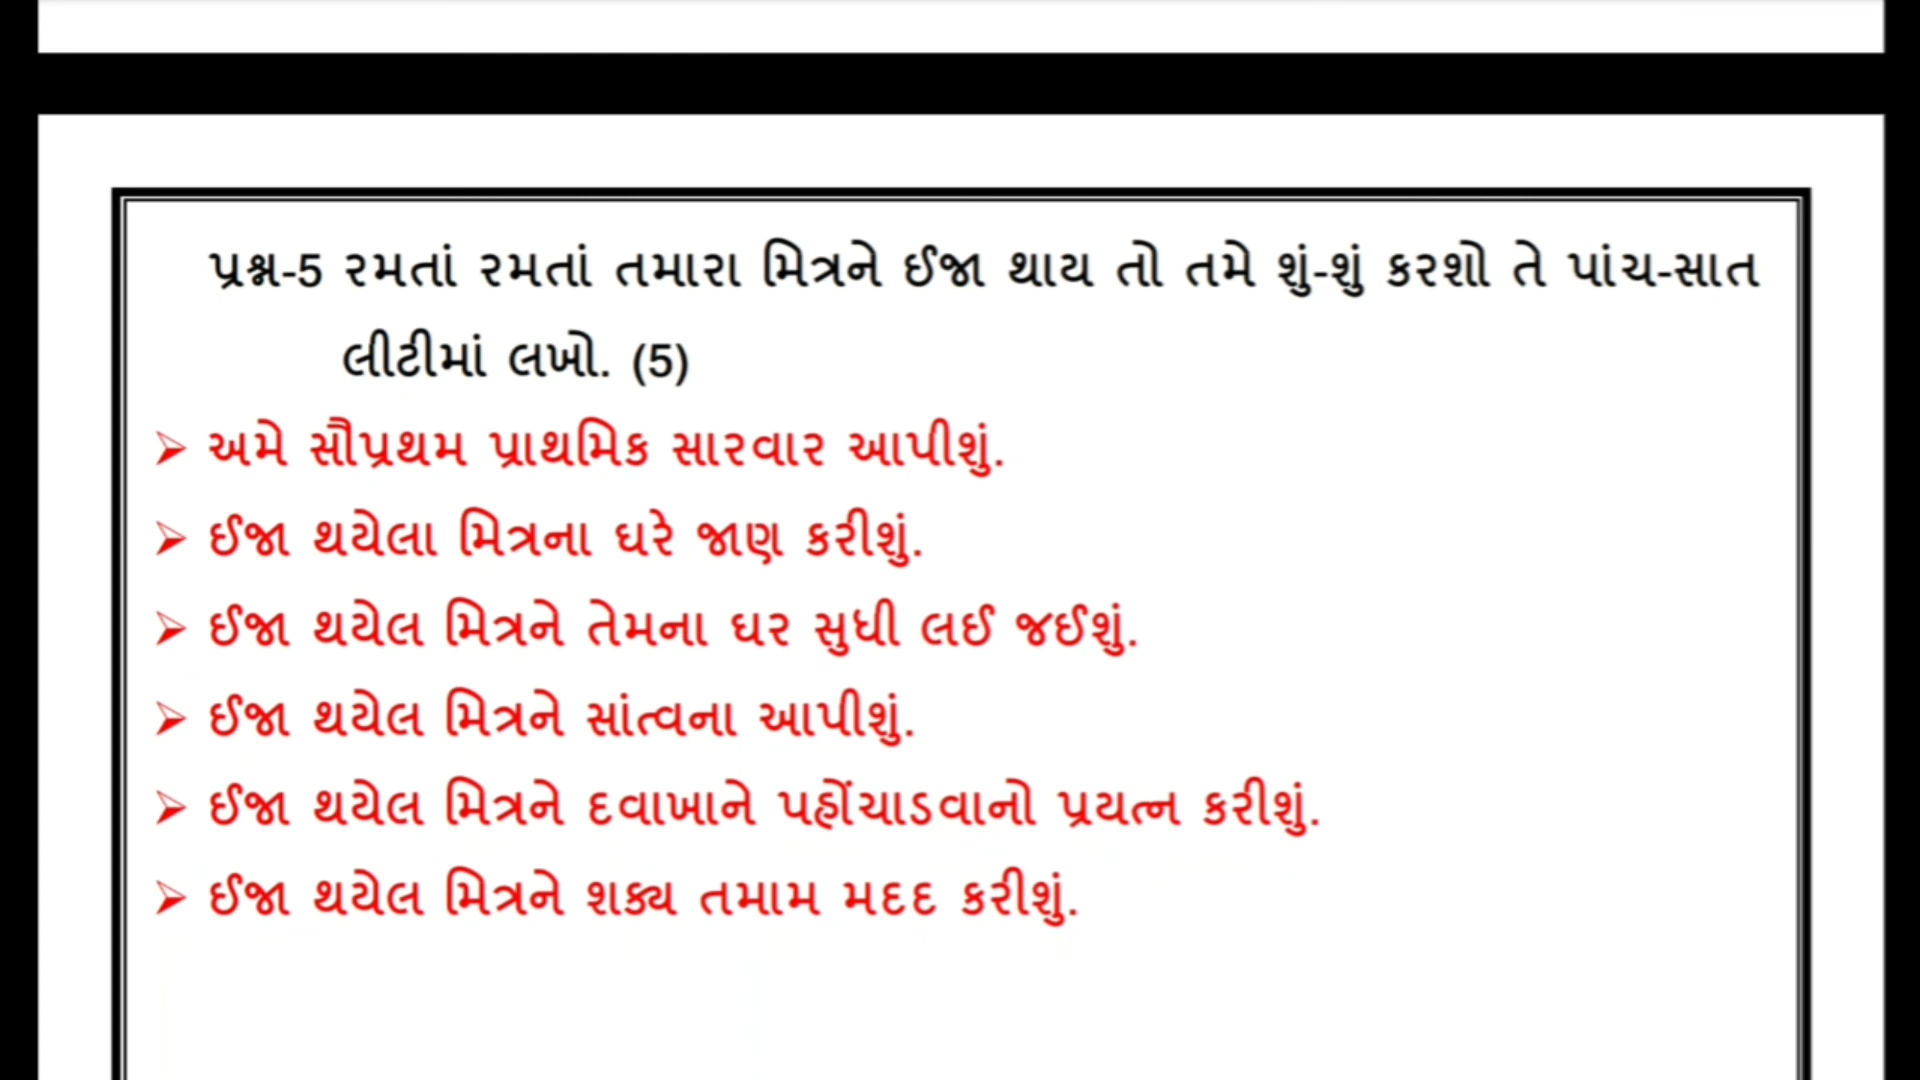 પ્રશ્ન-5 રમતાં રમતાં તમારા મિત્રને ઈજા થાય તો તમે શું-શું કરશો તે પાંચ-સાત
લીટીમાં લખો. (5)
➢ અમે સૌપ્રથમ પ્રાથમિક સારવાર આપીશું.
➢ ઈજા થયેલા મિત્રના ઘરે જાણ કરીશું.
➢ ઈજા થયેલ મિત્રને તેમના ઘર સુધી લઈ જઈશું.
➢ ઈજા થયેલ મિત્રને સાંત્વના આપીશું.
➢ ઈજા થયેલ મિત્રને દવાખાને પહોંચાડવાનો પ્રયત્ન કરીશું.
➢ ઈજા થયેલ મિત્રને શક્ય તમામ મદદ કરીશું.